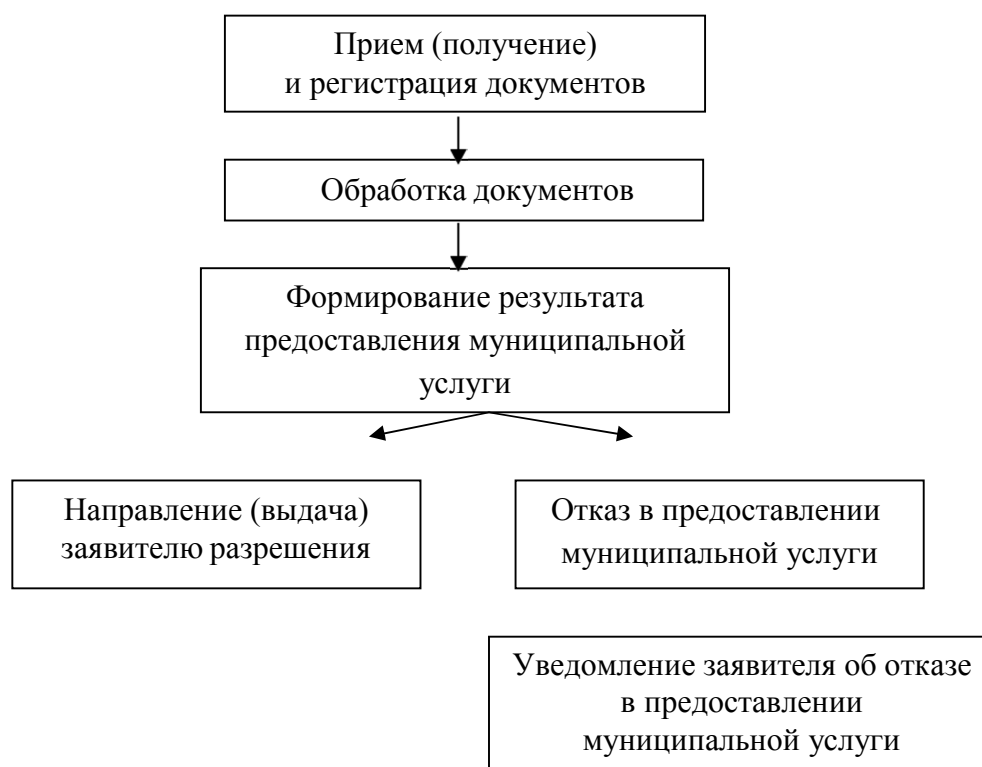 Прием (получение)
и регистрация документов
Обработка документов
Формирование результата
предоставления муниципальной
услуги
Направление (выдача)
заявителю разрешения
Отказ в предоставлении
муниципальной услуги
Уведомление заявителя об отказе
в предоставлении
муниципальной услуги